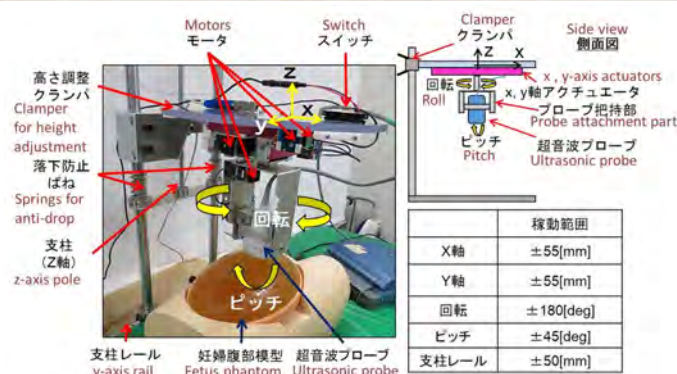 Motors
モータ
Switch
スイッチ
高さ調整
クランパ
Clamper
for height
adjustment
落下防止
ばね
Springs for
anti-drop
支柱
(Z軸)
z-axis pole
z
x
y
回転
ピッチ
支柱レール
y-axis rail
妊婦腹部模型
Fetus phantom
超音波プローブ
Ultrasonic probe
Clamper
クランパ
Side view
側面図
z
x
x , y-axis actuators
x, y軸アクチュエータ
回転
Roll
プローブ把持部
Probe attachment part
超音波プローブ
Ultrasonic probe
ピッチ
Pitch
稼動範囲
X軸 ±55[mm]
Y軸 ±55[mm]
回転 ±180[deg]
ピッチ ±45[deg]
支柱レール ±50[mm]